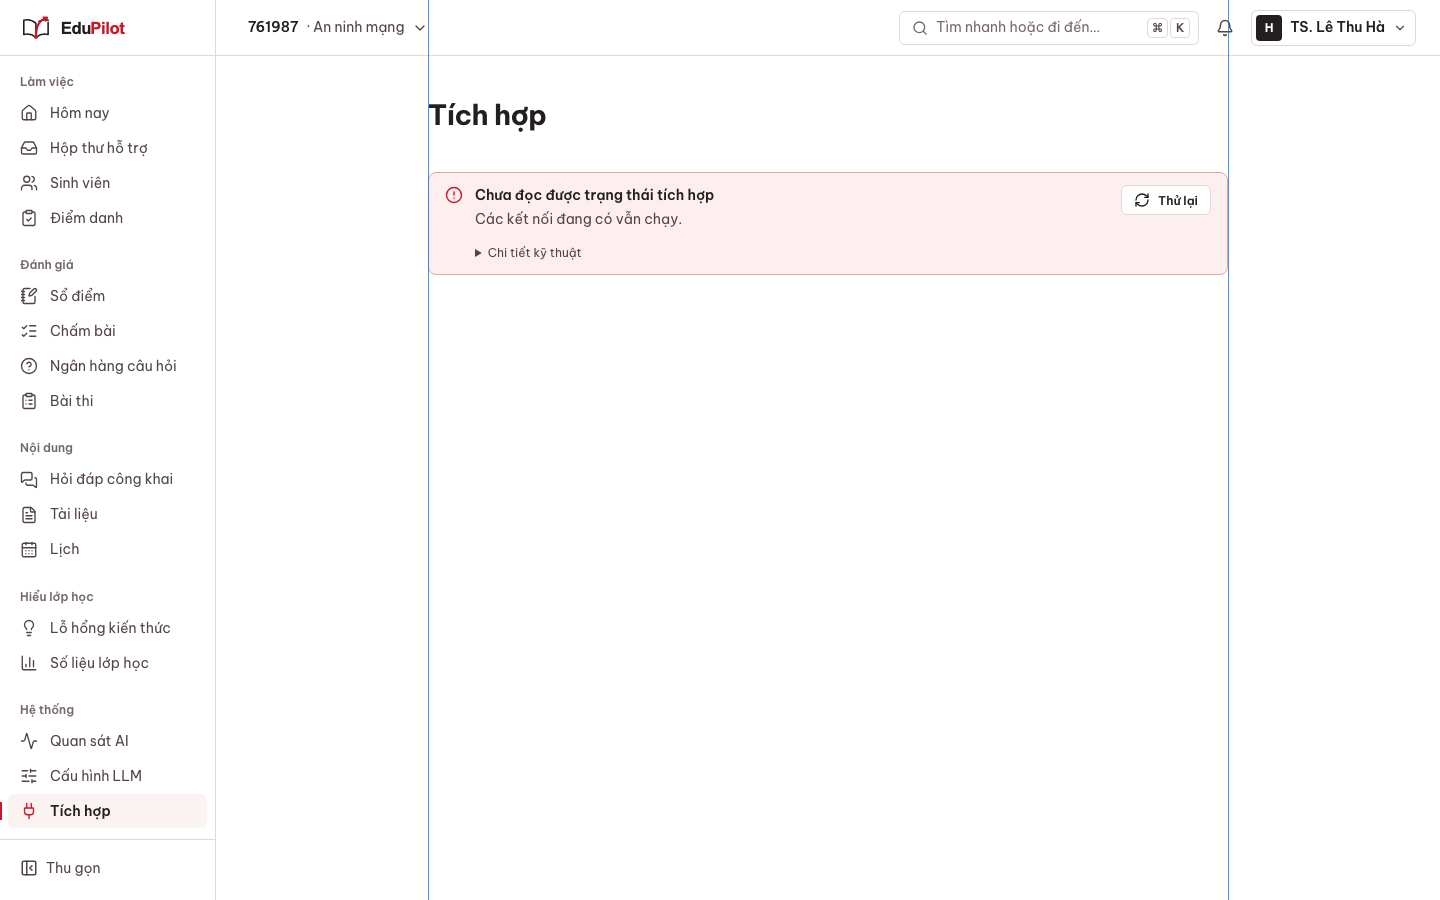 EduPilot
761987 · An ninh mạng
Tìm nhanh hoặc đi đến...
⌘ K
H
TS. Lê Thu Hà
Làm việc
Hôm nay
Hộp thư hỗ trợ
Sinh viên
Điểm danh
Đánh giá
Sổ điểm
Chấm bài
Ngân hàng câu hỏi
Bài thi
Nội dung
Hỏi đáp công khai
Tài liệu
Lịch
Hiểu lớp học
Lỗ hổng kiến thức
Số liệu lớp học
Hệ thống
Quan sát AI
Cấu hình LLM
Tích hợp
Thu gọn
Tích hợp
Chưa đọc được trạng thái tích hợp
Các kết nối đang có vẫn chạy.
Chi tiết kỹ thuật
Thử lại